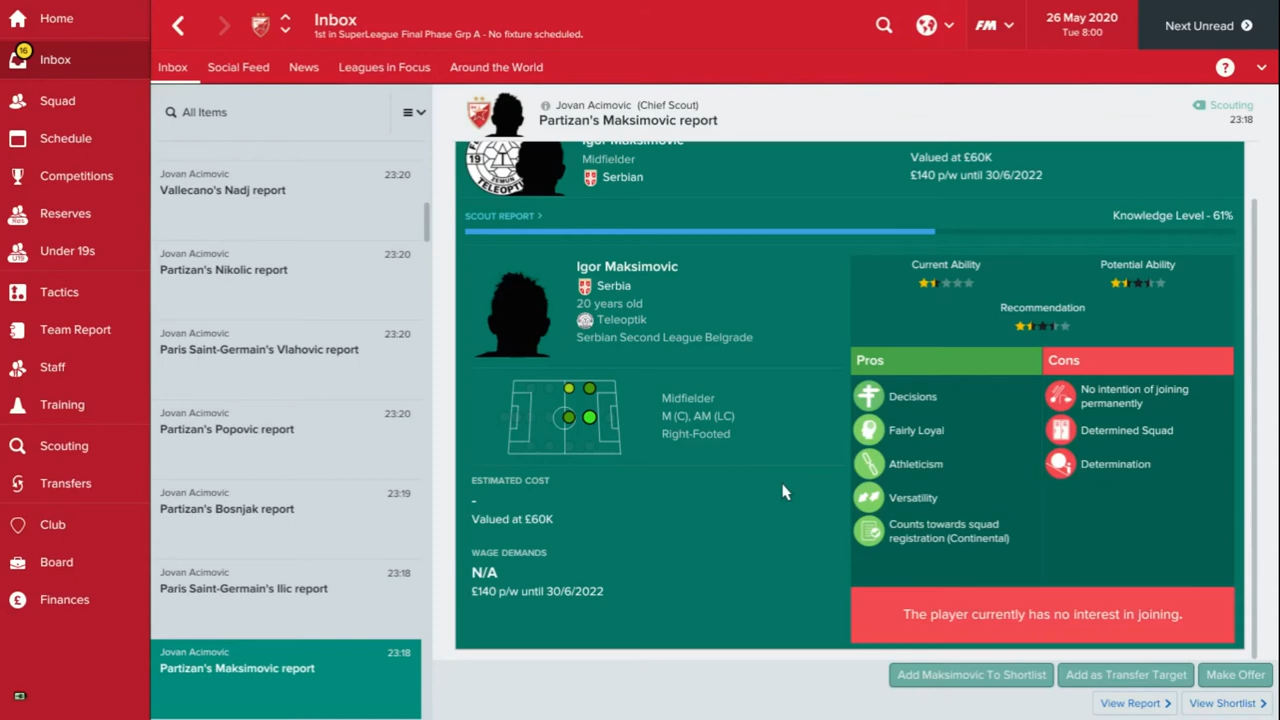 Home
16
Inbox
Squad
Schedule
Competitions
Reserves
Under 19s
Tactics
Team Report
Staff
Training
Scouting
Transfers
Club
Board
Finances
Inbox
1st in SuperLeague Final Phase Grp A - No fixture scheduled.
FM
26 May 2020
Tue 8:00
Next Unread
Inbox
Social Feed
News
Leagues in Focus
Around the World
?
All Items
Jovan Acimovic 23:20
Vallecano's Nadj report
Jovan Acimovic 23:20
Partizan's Nikolic report
Jovan Acimovic 23:20
Paris Saint-Germain's Vlahovic report
Jovan Acimovic 23:20
Partizan's Popovic report
Jovan Acimovic 23:19
Partizan's Bosnjak report
Jovan Acimovic 23:18
Paris Saint-Germain's Ilic report
Jovan Acimovic 23:18
Partizan's Maksimovic report
Jovan Acimovic (Chief Scout)
Partizan's Maksimovic report
Scouting
23:18
Igor Maksimovic
Midfielder
Serbian
19
TELEOPTIK
Valued at £60K
£140 p/w until 30/6/2022
SCOUT REPORT >
Knowledge Level - 61%
Igor Maksimovic
Serbia
20 years old
Teleoptik
Serbian Second League Belgrade
Midfielder
M (C), AM (LC)
Right-Footed
ESTIMATED COST
-
Valued at £60K
WAGE DEMANDS
N/A
£140 p/w until 30/6/2022
Current Ability
Potential Ability
Recommendation
Pros
Decisions
Fairly Loyal
Athleticism
Versatility
Counts towards squad
registration (Continental)
Cons
No intention of joining
permanently
Determined Squad
Determination
The player currently has no interest in joining.
Add Maksimovic To Shortlist
Add as Transfer Target
Make Offer
View Report >
View Shortlist >